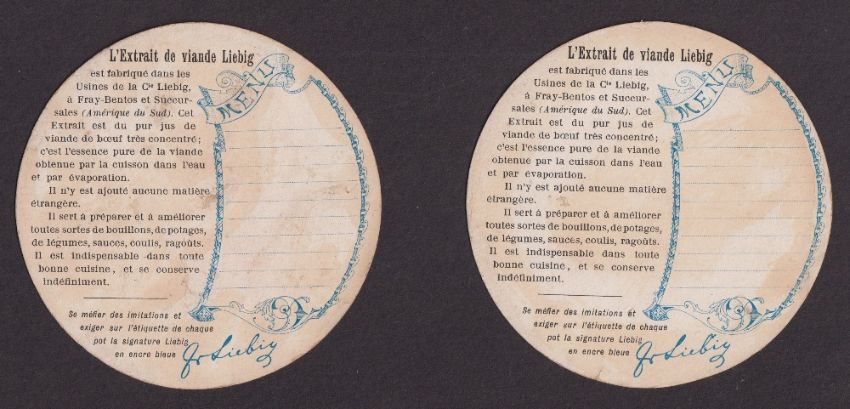 L'Extrait de viande Liebig
est fabriqué dans les
Usines de la Cie Liebig,
à Fray-Bentos et Succur-
sales (Amérique du Sud). Cet
Extrait est du pur jus de
viande de bœuf très concentré;
c'est l'essence pure de la viande
obtenue par la cuisson dans l'eau
et par évaporation.
Il n'y est ajouté aucune matière
étrangère.
Il sert à préparer et à améliorer
toutes sortes de bouillons, de potages,
de légumes, sauces, coulis, ragoûts.
Il est indispensable dans toute
bonne cuisine, et se conserve
indéfiniment.
Se méfier des imitations et
exiger sur l'étiquette de chaque
pot la signature Liebig
en encre bleue
MENU
Jv Liebig
L'Extrait de viande Liebig
est fabriqué dans les
Usines de la Cie Liebig,
à Fray-Bentos et Succur-
sales (Amérique du Sud). Cet
Extrait est du pur jus de
viande de bœuf très concentré;
c'est l'essence pure de la viande
obtenue par la cuisson dans l'eau
et par évaporation.
Il n'y est ajouté aucune matière
étrangère.
Il sert à préparer et à améliorer
toutes sortes de bouillons, de potages,
de légumes, sauces, coulis, ragoûts.
Il est indispensable dans toute
bonne cuisine, et se conserve
indéfiniment.
Se méfier des imitations et
exiger sur l'étiquette de chaque
pot la signature Liebig
en encre bleue
MENU
Jv Liebig